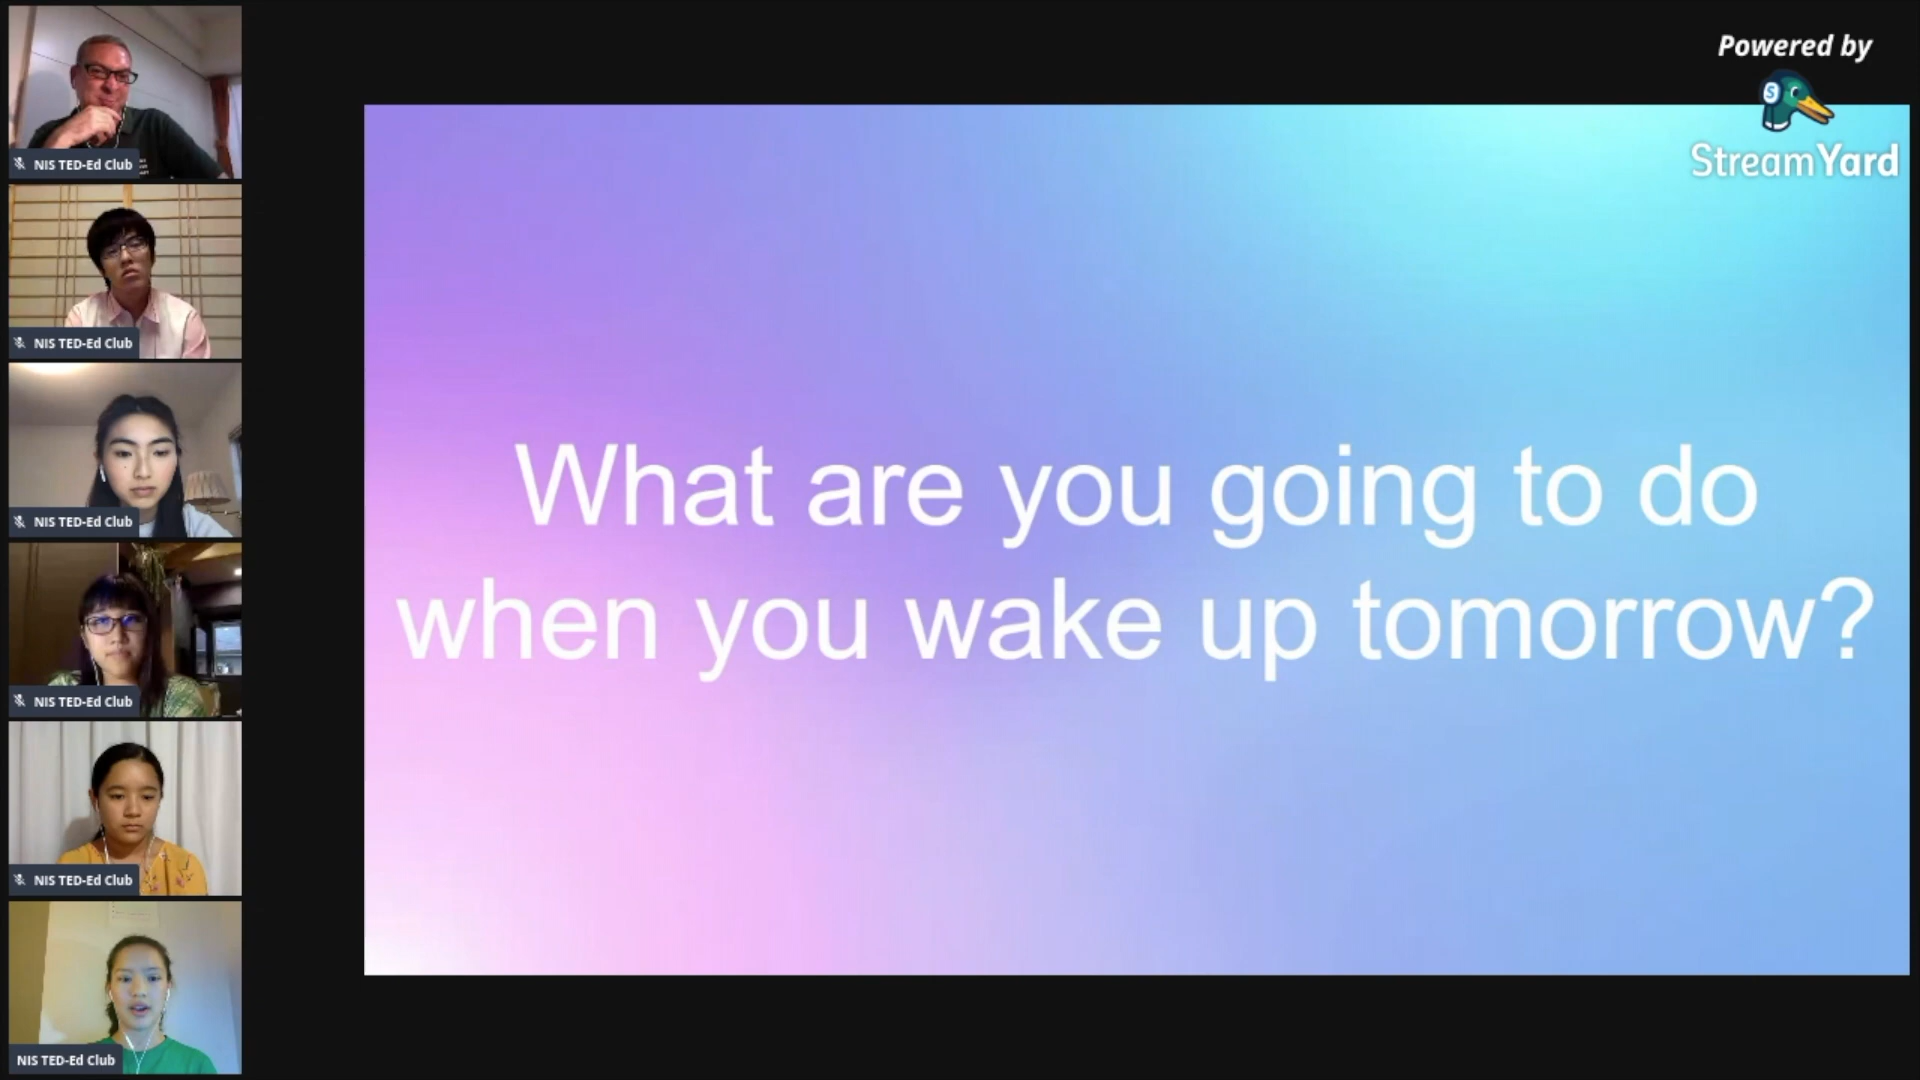 Powered by
StreamYard
NIS TED-Ed Club
NIS TED-Ed Club
NIS TED-Ed Club
NIS TED-Ed Club
NIS TED-Ed Club
NIS TED-Ed Club
What are you going to do
when you wake up tomorrow?